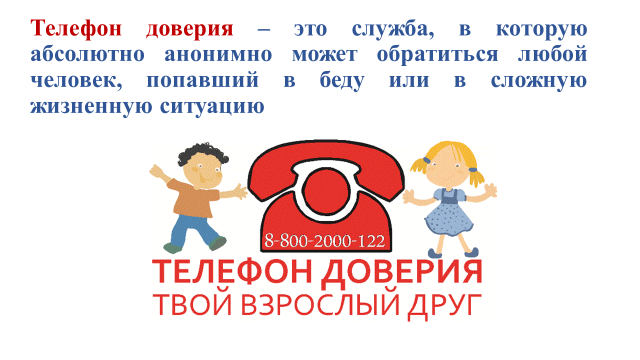 Телефон доверия – это служба, в которую
абсолютно анонимно может обратиться любой
человек, попавший в беду или в сложную
жизненную ситуацию
8-800-2000-122
ТЕЛЕФОН ДОВЕРИЯ
ТВОЙ ВЗРОСЛЫЙ ДРУГ